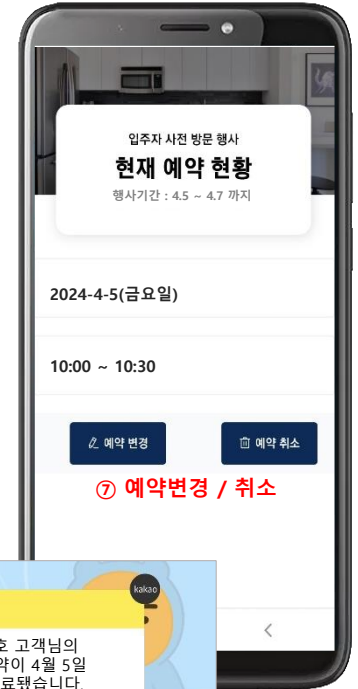 입주자 사전 방문 행사
현재 예약 현황
행사기간 : 4.5 ~ 4.7 까지
2024-4-5(금요일)
10:00 ~ 10:30
예약 변경
예약 취소
⑦ 예약변경 / 취소
kakao
호 고객님의
약이 4월 5일
료됐습니다.